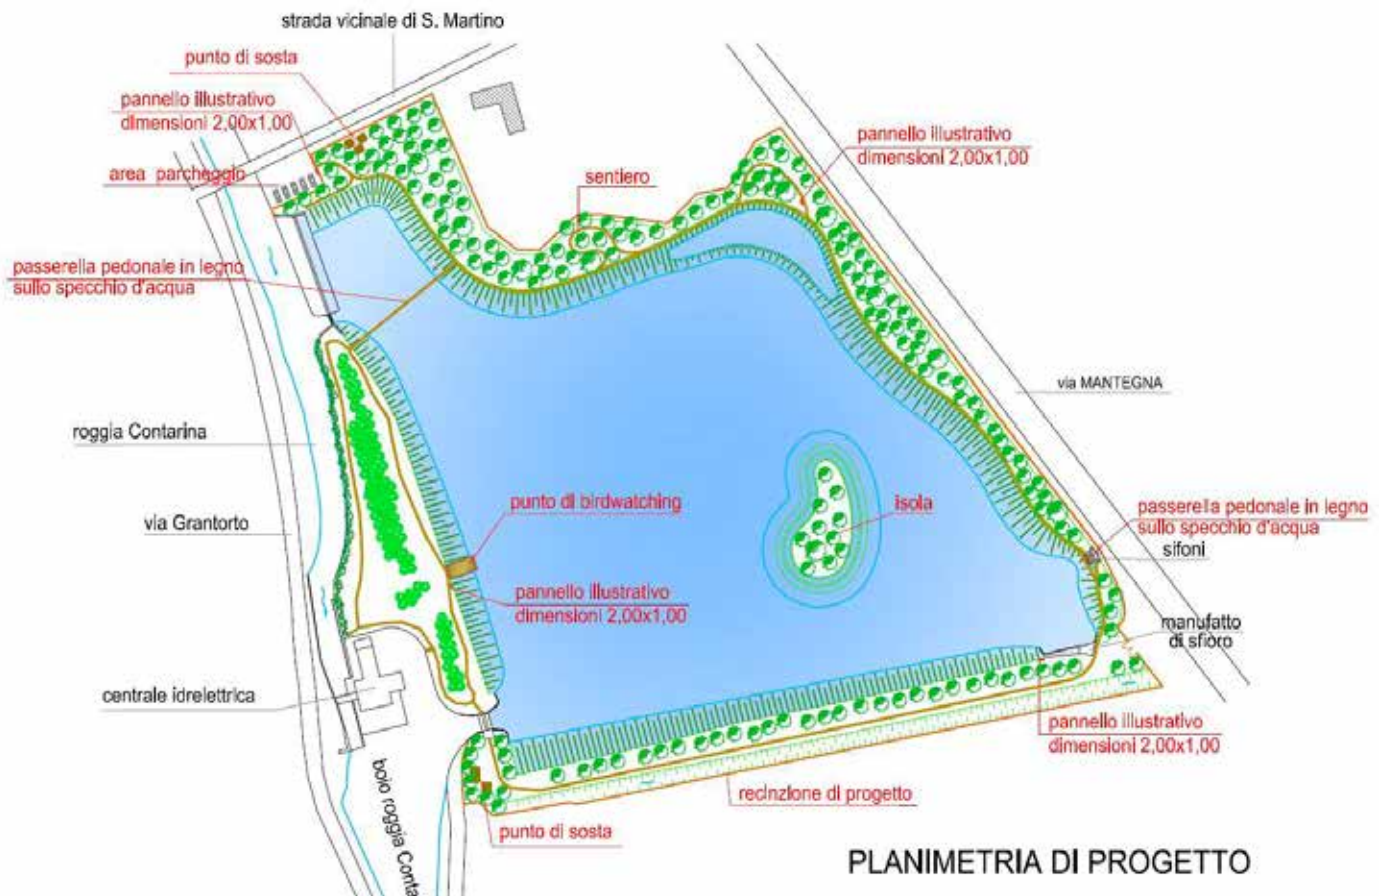 strada vicinale di S. Martino
punto di sosta
pannello illustrativo
dimensioni 2,00x1,00
area parcheggio
sentiero
pannello illustrativo
dimensioni 2,00x1,00
passerella pedonale in legno
sullo specchio d'acqua
via MANTEGNA
roggia Contarina
via Grantorto
punto di birdwatching
isola
passerella pedonale in legno
sullo specchio d'acqua
sifoni
pannello illustrativo
dimensioni 2,00x1,00
manufatto
di sfioro
centrale idrelettrica
pannello illustrativo
dimensioni 2,00x1,00
boio roggia Conta
recinzione di progetto
punto di sosta
PLANIMETRIA DI PROGETTO